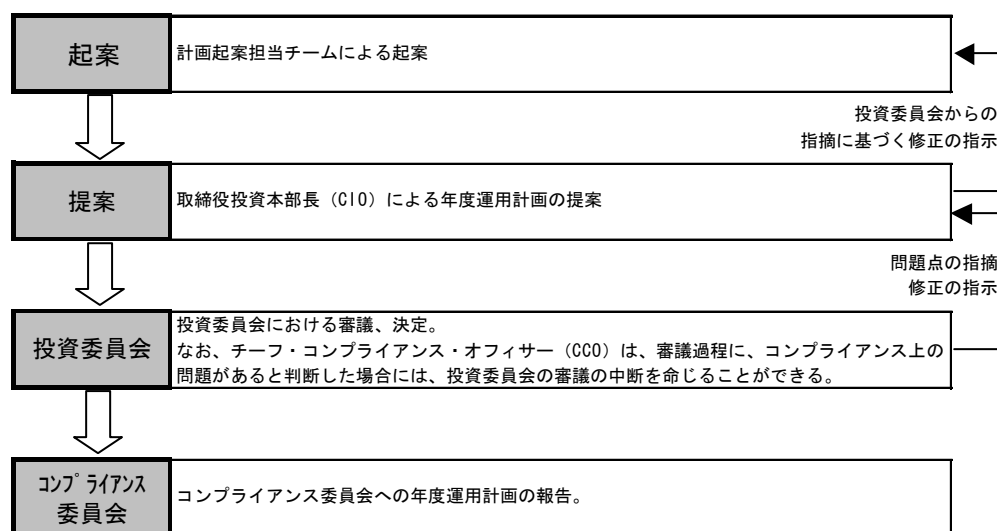 起案
計画起案担当チームによる起案
投資委員会からの
指摘に基づく修正の指示
提案
取締役投資本部長（CIO）による年度運用計画の提案
問題点の指摘
修正の指示
投資委員会
投資委員会における審議、決定。
なお、チーフ・コンプライアンス・オフィサー（CCO）は、審議過程に、コンプライアンス上の
問題があると判断した場合には、投資委員会の審議の中断を命じることができる。
ｺﾝﾌﾟﾗｲｱﾝｽ
委員会
コンプライアンス委員会への年度運用計画の報告。